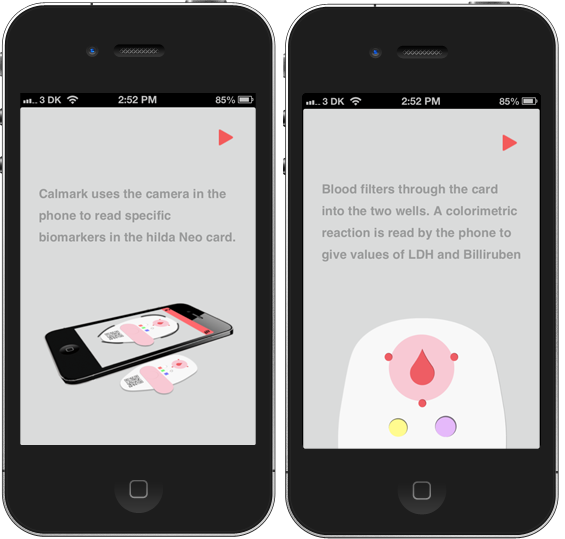 3 DK 2:52 PM 85%
Calmark uses the camera in the
phone to read specific
biomarkers in the hilda Neo card.
3 DK 2:52 PM 85%
Blood filters through the card
into the two wells. A colorimetric
reaction is read by the phone to
give values of LDH and Billiruben